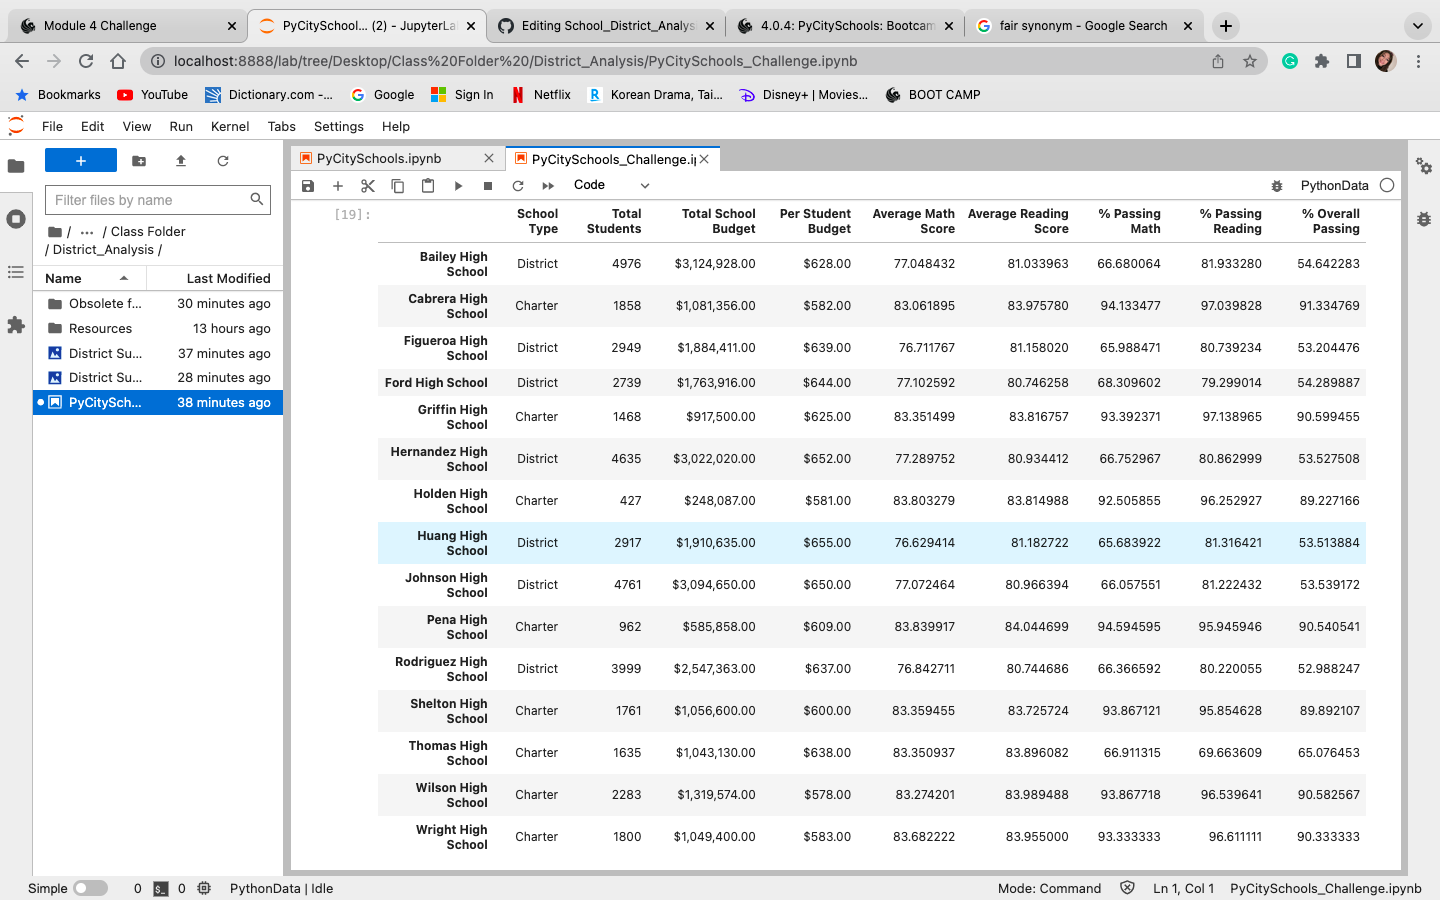 Module 4 Challenge
PyCitySchool... (2) - JupyterLa
Editing School_District_Analys
4.0.4: PyCitySchools: Bootcam
fair synonym - Google Search
localhost:8888/lab/tree/Desktop/Class%20Folder%20/District_Analysis/PyCitySchools_Challenge.ipynb
Bookmarks YouTube Dictionary.com -... Google Sign In Netflix Korean Drama, Tai... Disney+ | Movies... BOOT CAMP
File Edit View Run Kernel Tabs Settings Help
Filter files by name
/ ... / Class Folder
/ District_Analysis /
Name Last Modified
Obsolete f... 30 minutes ago
Resources 13 hours ago
District Su... 37 minutes ago
District Su... 28 minutes ago
PyCitySch... 38 minutes ago
PyCitySchools.ipynb
PyCitySchools_Challenge.i
Code
PythonData
[19]:
School Total Total School Per Student Average Math Average Reading % Passing % Passing % Overall
Type Students Budget Budget Score Score Math Reading Passing
Bailey High
School District 4976 $3,124,928.00 $628.00 77.048432 81.033963 66.680064 81.933280 54.642283
Cabrera High
School Charter 1858 $1,081,356.00 $582.00 83.061895 83.975780 94.133477 97.039828 91.334769
Figueroa High
School District 2949 $1,884,411.00 $639.00 76.711767 81.158020 65.988471 80.739234 53.204476
Ford High School District 2739 $1,763,916.00 $644.00 77.102592 80.746258 68.309602 79.299014 54.289887
Griffin High
School Charter 1468 $917,500.00 $625.00 83.351499 83.816757 93.392371 97.138965 90.599455
Hernandez High
School District 4635 $3,022,020.00 $652.00 77.289752 80.934412 66.752967 80.862999 53.527508
Holden High
School Charter 427 $248,087.00 $581.00 83.803279 83.814988 92.505855 96.252927 89.227166
Huang High
School District 2917 $1,910,635.00 $655.00 76.629414 81.182722 65.683922 81.316421 53.513884
Johnson High
School District 4761 $3,094,650.00 $650.00 77.072464 80.966394 66.057551 81.222432 53.539172
Pena High
School Charter 962 $585,858.00 $609.00 83.839917 84.044699 94.594595 95.945946 90.540541
Rodriguez High
School District 3999 $2,547,363.00 $637.00 76.842711 80.744686 66.366592 80.220055 52.988247
Shelton High
School Charter 1761 $1,056,600.00 $600.00 83.359455 83.725724 93.867121 95.854628 89.892107
Thomas High
School Charter 1635 $1,043,130.00 $638.00 83.350937 83.896082 66.911315 69.663609 65.076453
Wilson High
School Charter 2283 $1,319,574.00 $578.00 83.274201 83.989488 93.867718 96.539641 90.582567
Wright High
School Charter 1800 $1,049,400.00 $583.00 83.682222 83.955000 93.333333 96.611111 90.333333
Simple 0 $_ 0 PythonData | Idle Mode: Command Ln 1, Col 1 PyCitySchools_Challenge.ipynb